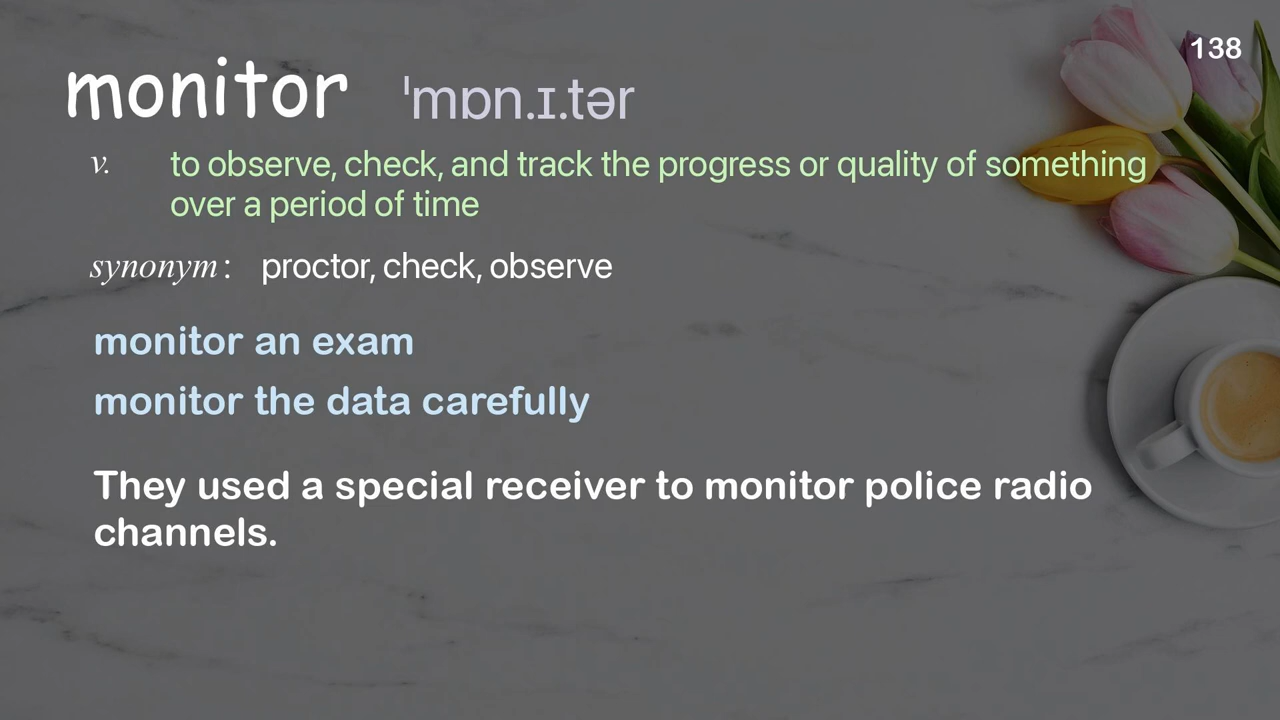 138
monitor ˈmɒn.ɪ.tər
v. to observe, check, and track the progress or quality of something
over a period of time
synonym: proctor, check, observe
monitor an exam
monitor the data carefully
They used a special receiver to monitor police radio
channels.